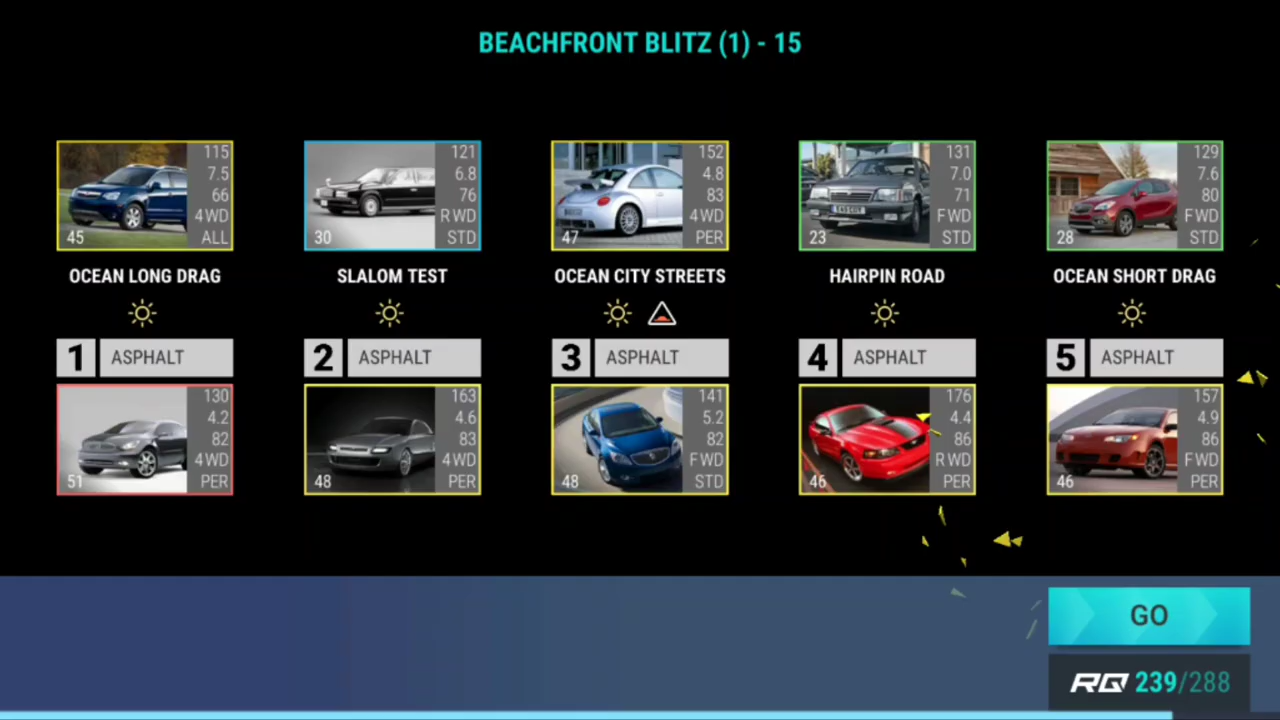 BEACHFRONT BLITZ (1) - 15
115
7.5
66
4WD
ALL
45
121
6.8
76
RWD
STD
30
152
4.8
83
4WD
PER
47
131
7.0
71
FWD
STD
23
129
7.6
80
FWD
STD
28
OCEAN LONG DRAG
SLALOM TEST
OCEAN CITY STREETS
HAIRPIN ROAD
OCEAN SHORT DRAG
1 ASPHALT
2 ASPHALT
3 ASPHALT
4 ASPHALT
5 ASPHALT
130
4.2
82
4WD
PER
51
163
4.6
83
4WD
PER
48
141
5.2
82
FWD
STD
48
176
4.4
86
RWD
PER
46
157
4.9
86
FWD
PER
46
GO
RQ 239/288